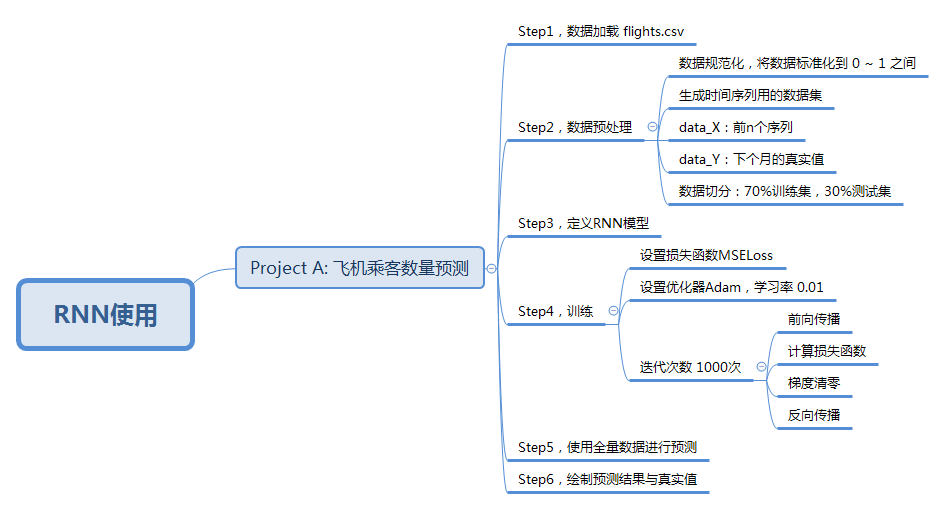 RNN使用
Project A: 飞机乘客数量预测
Step1，数据加载 flights.csv
Step2，数据预处理
数据规范化，将数据标准化到 0 ~ 1 之间
生成时间序列用的数据集
data_X：前n个序列
data_Y：下个月的真实值
数据切分：70%训练集，30%测试集
Step3，定义RNN模型
Step4，训练
设置损失函数MSELoss
设置优化器Adam，学习率 0.01
迭代次数 1000次
前向传播
计算损失函数
梯度清零
反向传播
Step5，使用全量数据进行预测
Step6，绘制预测结果与真实值